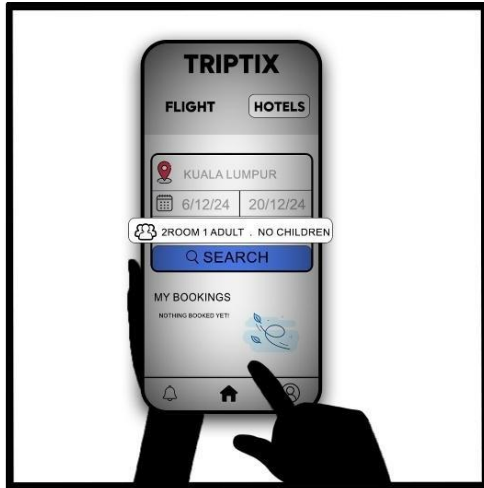 TRIPTIX
FLIGHT HOTELS
KUALA LUMPUR
6/12/24 20/12/24
2ROOM 1 ADULT . NO CHILDREN
SEARCH
MY BOOKINGS
NOTHING BOOKED YET!